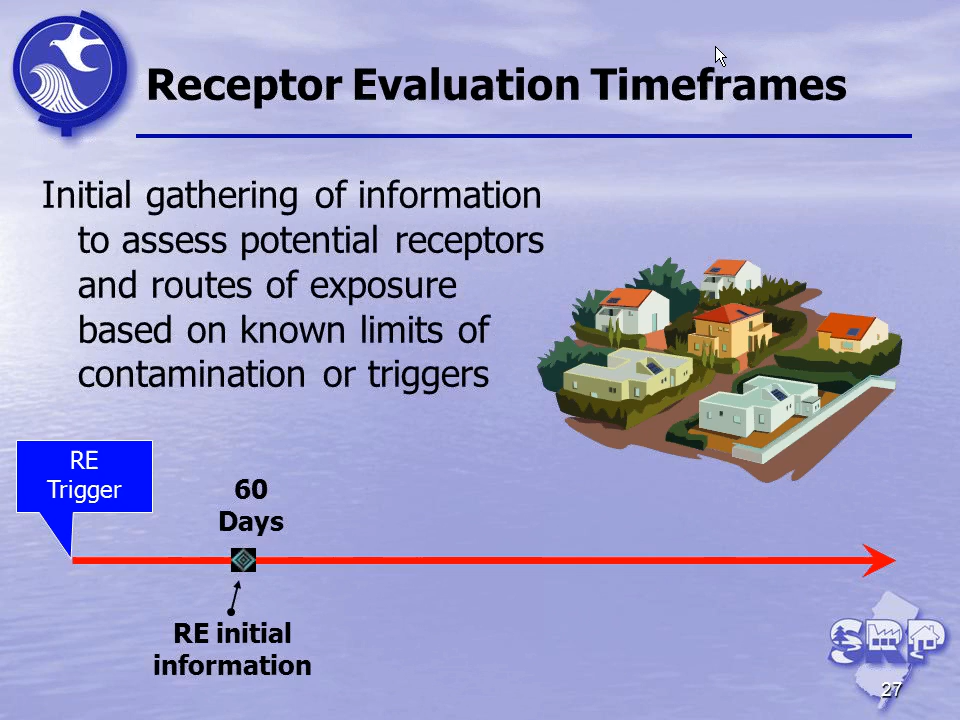 Receptor Evaluation Timeframes
Initial gathering of information
to assess potential receptors
and routes of exposure
based on known limits of
contamination or triggers
RE
Trigger
60
Days
RE initial
information
SRP
27